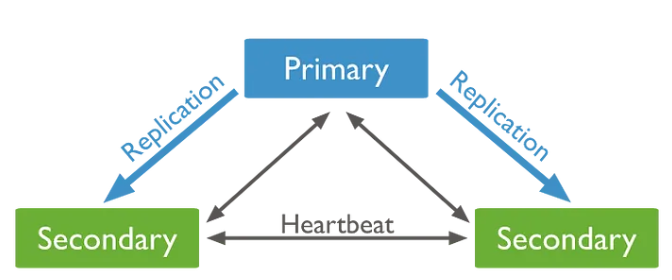 Primary
Replication
Replication
Heartbeat
Secondary
Secondary